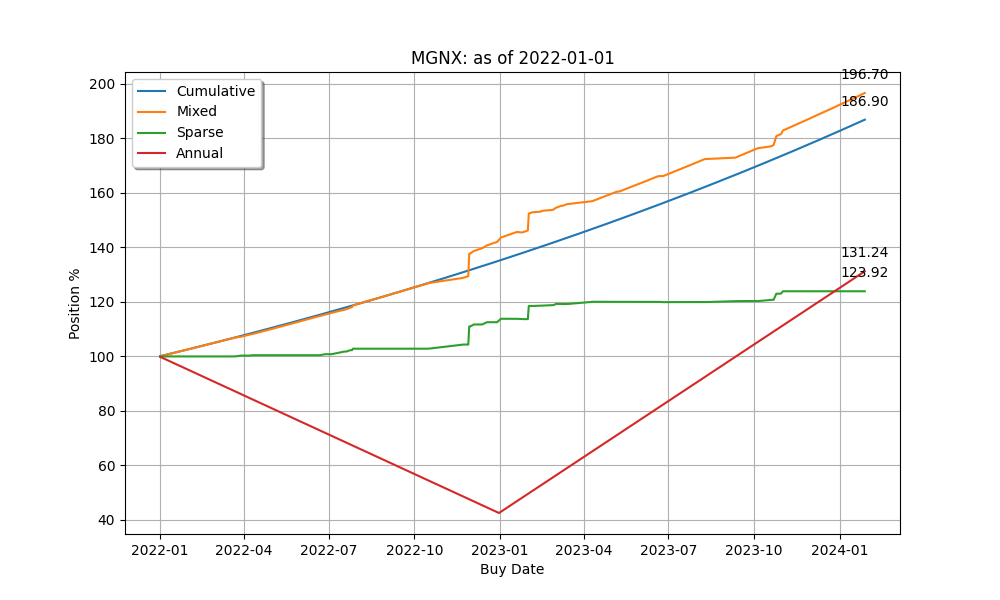 MGNX: as of 2022-01-01
Cumulative
Mixed
Sparse
Annual
196.70
186.90
131.24
123.92
Position %
200
180
160
140
120
100
80
60
40
2022-01 2022-04 2022-07 2022-10 2023-01 2023-04 2023-07 2023-10 2024-01
Buy Date